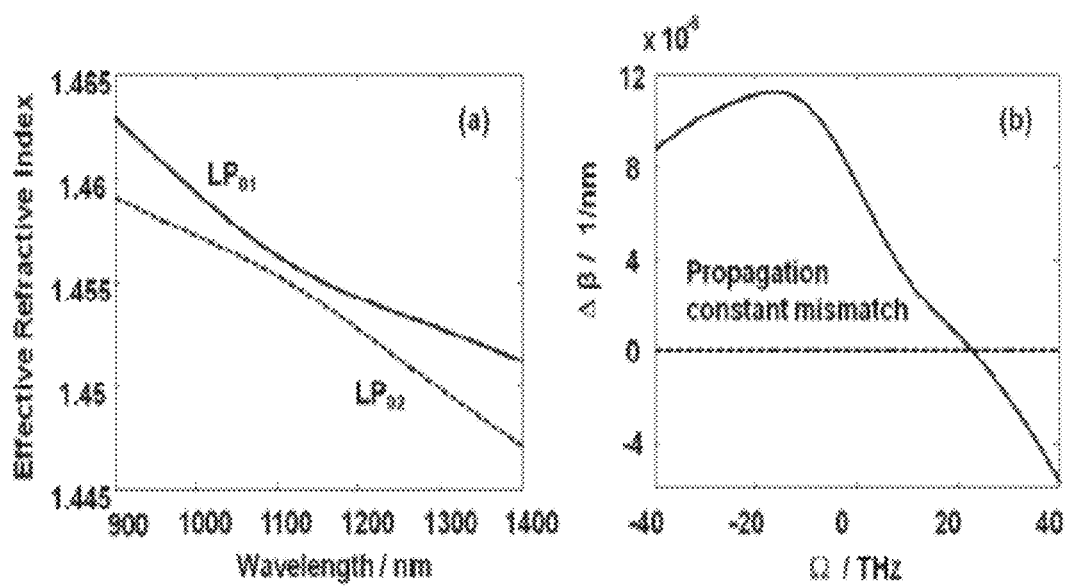 Effective Refractive Index
1.465
1.46
1.455
1.45
1.445
(a)
LP₀₁
LP₀₂
900 1000 1100 1200 1300 1400
Wavelength / nm
Δβ / 1/nm
x 10⁻⁶
12
8
4
0
-4
(b)
Propagation
constant mismatch
-40 -20 0 20 40
Ω / THz